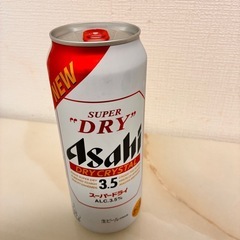 NEW
SUPER
"DRY"
Asahi
DRY CRYSTAL
3.5
スーパードライ
ALC.3.5%